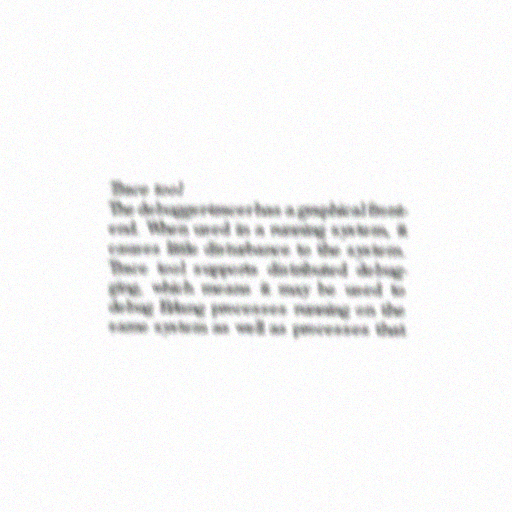 Trace tool
The debugger tracer has a graphical front-
end. When used in a running system, it
causes little disturbance to the system.
Trace tool supports distributed debug-
ging, which means it may be used to
debug Erlang processes running on the
same system as well as processes that